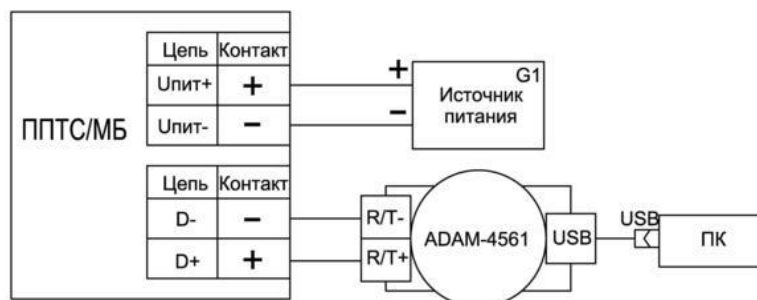 ППТС/МБ
Цепь Контакт
Uпит+ +
Uпит- −
Цепь Контакт
D- −
D+ +
+
−
G1
Источник
питания
R/T-
R/T+
ADAM-4561
USB
USB
ПК